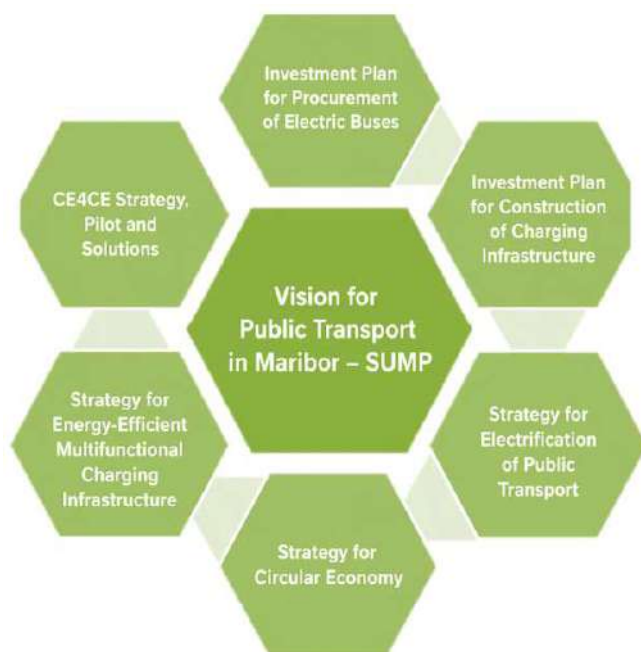 Investment Plan
for Procurement
of Electric Buses
CE4CE Strategy,
Pilot and
Solutions
Investment Plan
for Construction
of Charging
Infrastructure
Vision for
Public Transport
in Maribor – SUMP
Strategy for
Energy-Efficient
Multifunctional
Charging
Infrastructure
Strategy for
Electrification
of Public
Transport
Strategy for
Circular Economy